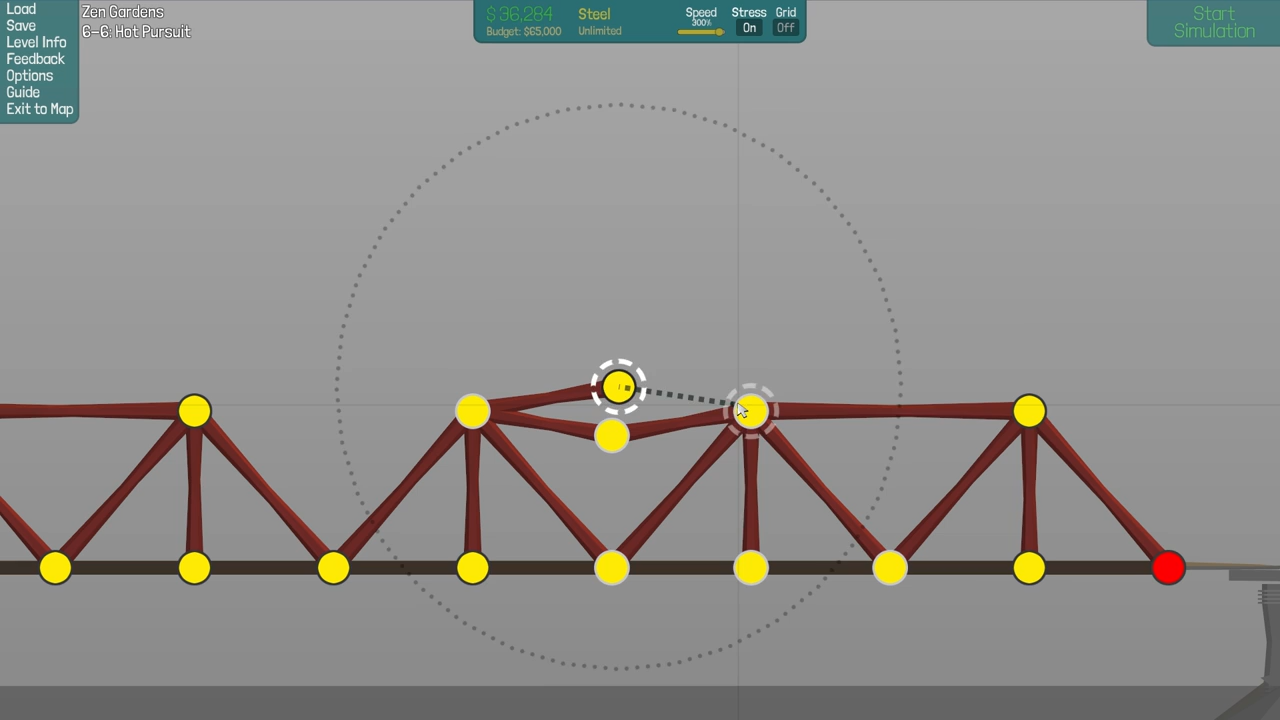 Load
Save
Level Info
Feedback
Options
Guide
Exit to Map
Zen Gardens
6-6: Hot Pursuit
$ 36,284
Budget: $65,000
Steel
Unlimited
Speed
300%
Stress
On
Grid
Off
Start
Simulation